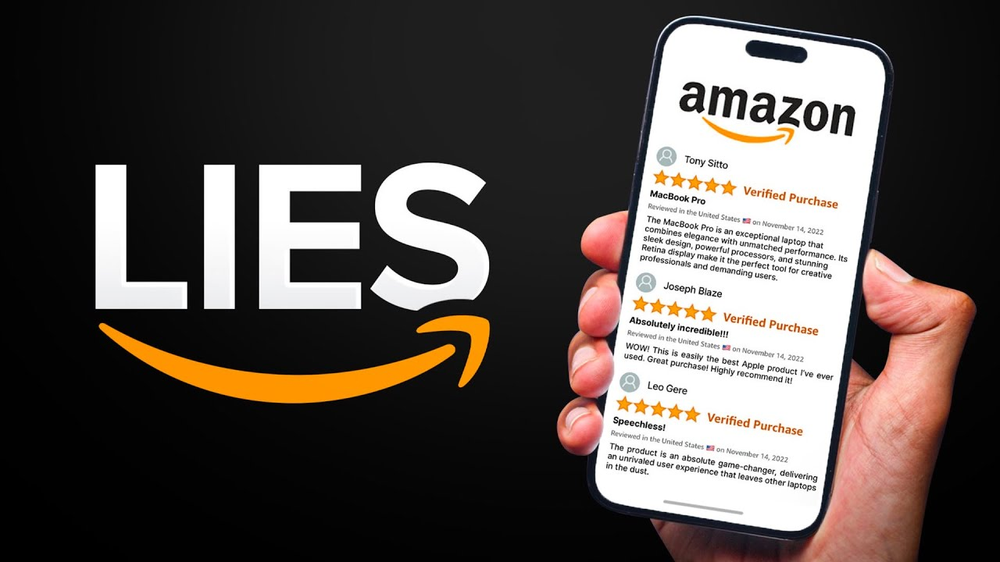 LIES
amazon
Tony Sitto
Verified Purchase
MacBook Pro
Reviewed in the United States 🇺🇸 on November 14, 2022
The MacBook Pro is an exceptional laptop that
combines elegance with unmatched performance. Its
sleek design, powerful processors, and stunning
Retina display make it the perfect tool for creative
professionals and demanding users.
Joseph Blaze
Verified Purchase
Absolutely incredible!!!
Reviewed in the United States 🇺🇸 on November 14, 2022
WOW! This is easily the best Apple product I've ever
used. Great purchase! Highly recommend it!
Leo Gere
Verified Purchase
Speechless!
Reviewed in the United States 🇺🇸 on November 14, 2022
The product is an absolute game-changer, delivering
an unrivaled user experience that leaves other laptops
in the dust.